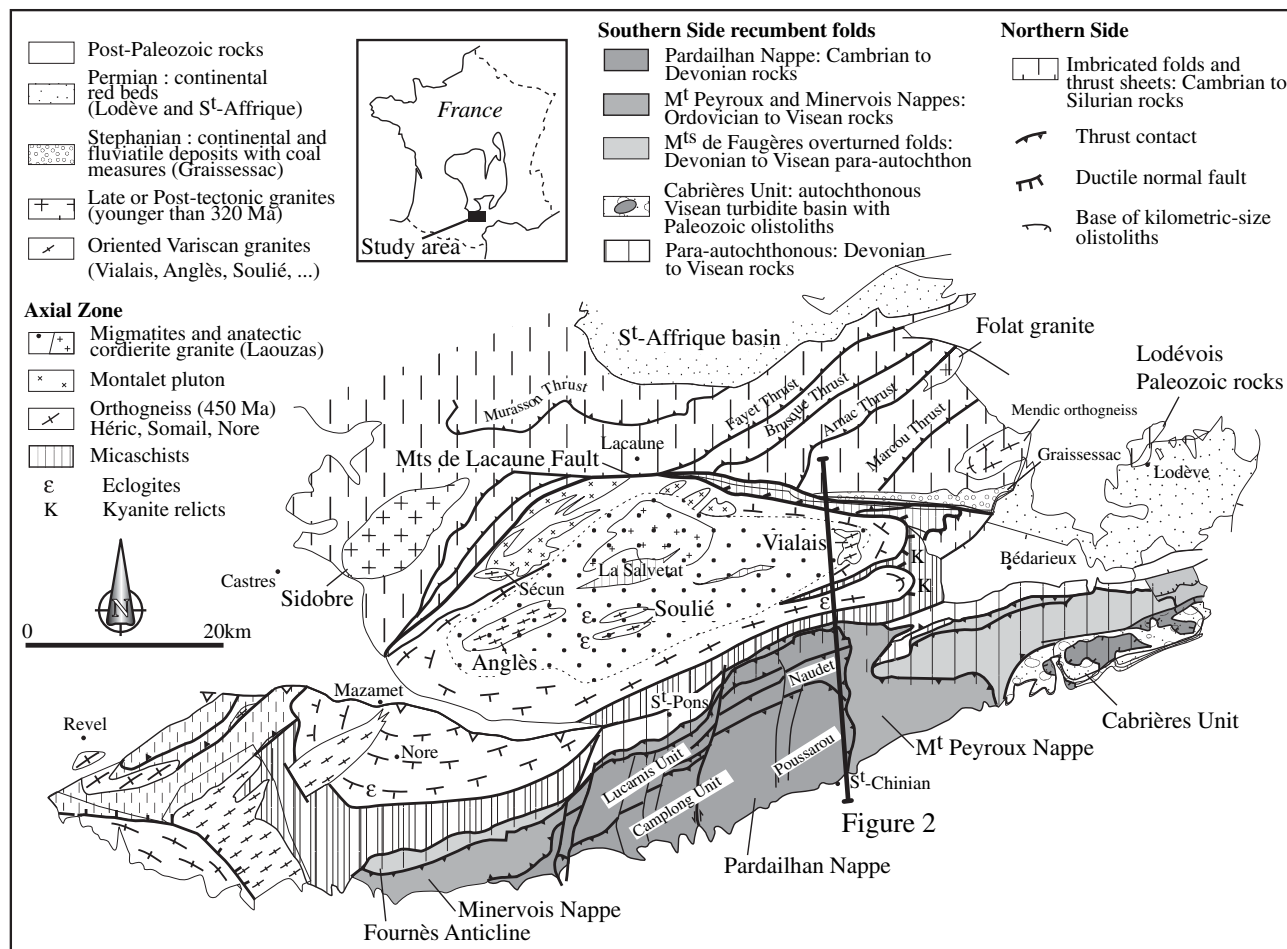 Post-Paleozoic rocks
Permian : continental
red beds
(Lodève and St-Affrique)
Stephanian : continental and
fluviatile deposits with coal
measures (Graissessac)
Late or Post-tectonic granites
(younger than 320 Ma)
Oriented Variscan granites
(Vialais, Anglès, Soulié, ...)
Axial Zone
Migmatites and anatectic
cordierite granite (Laouzas)
Montalet pluton
Orthogneiss (450 Ma)
Héric, Somail, Nore
Micaschists
ε Eclogites
K Kyanite relicts
France
Study area
Southern Side recumbent folds
Pardailhan Nappe: Cambrian to
Devonian rocks
Mt Peyroux and Minervois Nappes:
Ordovician to Visean rocks
Mts de Faugères overturned folds:
Devonian to Visean para-autochthon
Cabrières Unit: autochthonous
Visean turbidite basin with
Paleozoic olistoliths
Para-autochthonous: Devonian
to Visean rocks
Northern Side
Imbricated folds and
thrust sheets: Cambrian to
Silurian rocks
Thrust contact
Ductile normal fault
Base of kilometric-size
olistoliths
St-Affrique basin
Folat granite
Lodévois
Paleozoic rocks
Murasson Thrust
Fayet Thrust
Brusque Thrust
Arnac Thrust
Marcou Thrust
Mendic orthogneiss
Graissessac
Lodève
Lacaune
Mts de Lacaune Fault
Vialais
Bédarieux
K
K
La Salvetat
Sécun
Castres
Sidobre
Soulié
ε
ε
ε
Anglès
N
0 20km
Mazamet
Revel
Nore
ε
St-Pons
Naudet
Lucarnis Unit
Camplong Unit
Poussarou
St-Chinian
Mt Peyroux Nappe
Cabrières Unit
Figure 2
Pardailhan Nappe
Minervois Nappe
Fournès Anticline